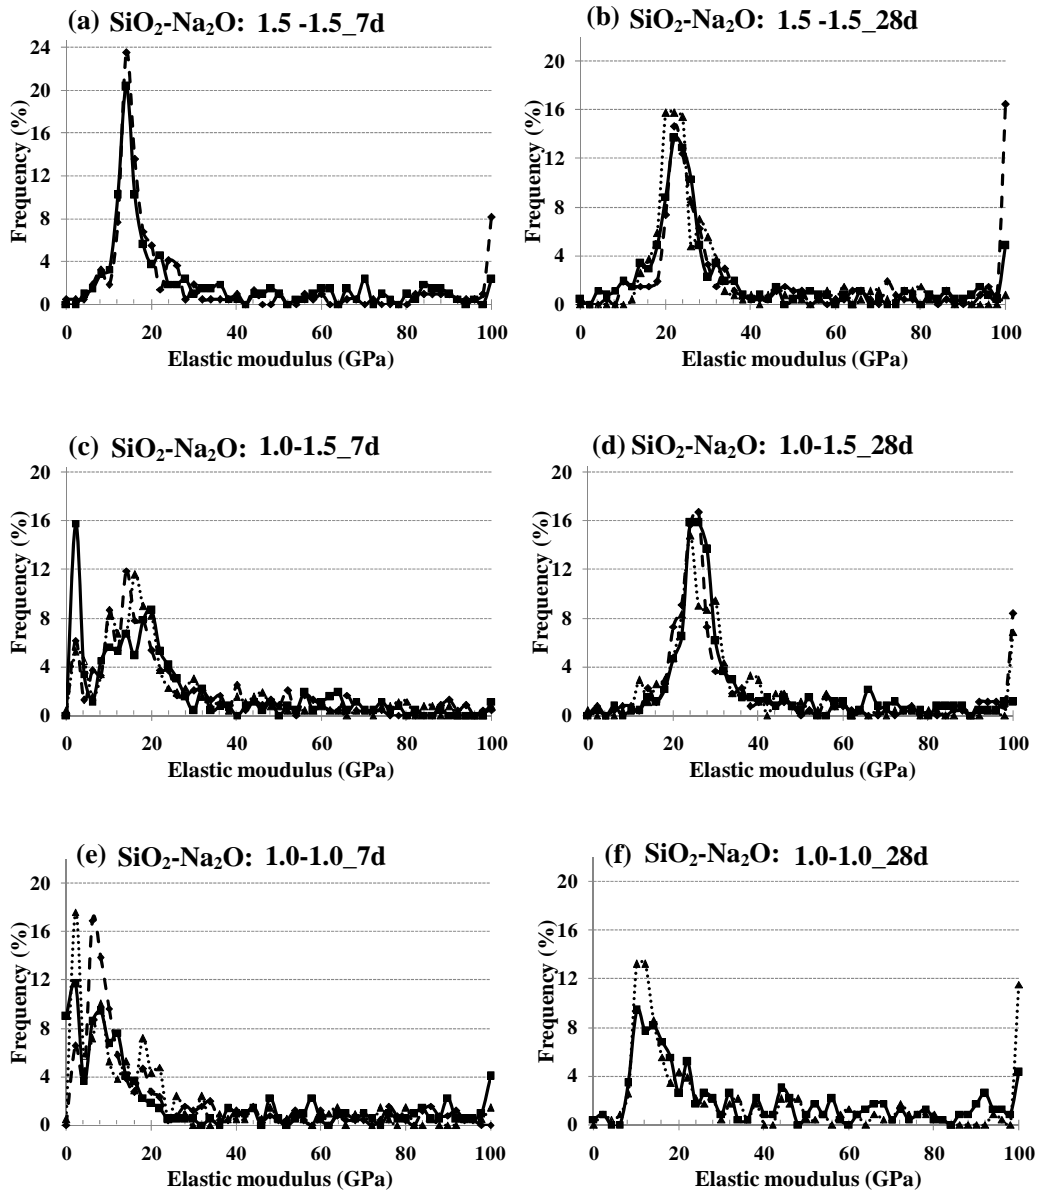 (a) SiO₂-Na₂O: 1.5 -1.5_7d
24
20
16
12
8
4
0
Frequency (%)
0 20 40 60 80 100
Elastic moudulus (GPa)
(b) SiO₂-Na₂O: 1.5 -1.5_28d
20
16
12
8
4
0
Frequency (%)
0 20 40 60 80 100
Elastic moudulus (GPa)
(c) SiO₂-Na₂O: 1.0-1.5_7d
20
16
12
8
4
0
Frequency (%)
0 20 40 60 80 100
Elastic moudulus (GPa)
(d) SiO₂-Na₂O: 1.0-1.5_28d
20
16
12
8
4
0
Frequency (%)
0 20 40 60 80 100
Elastic moudulus (GPa)
(e) SiO₂-Na₂O: 1.0-1.0_7d
20
16
12
8
4
0
Frequency (%)
0 20 40 60 80 100
Elastic moudulus (GPa)
(f) SiO₂-Na₂O: 1.0-1.0_28d
20
16
12
8
4
0
Frequency (%)
0 20 40 60 80 100
Elastic moudulus (GPa)